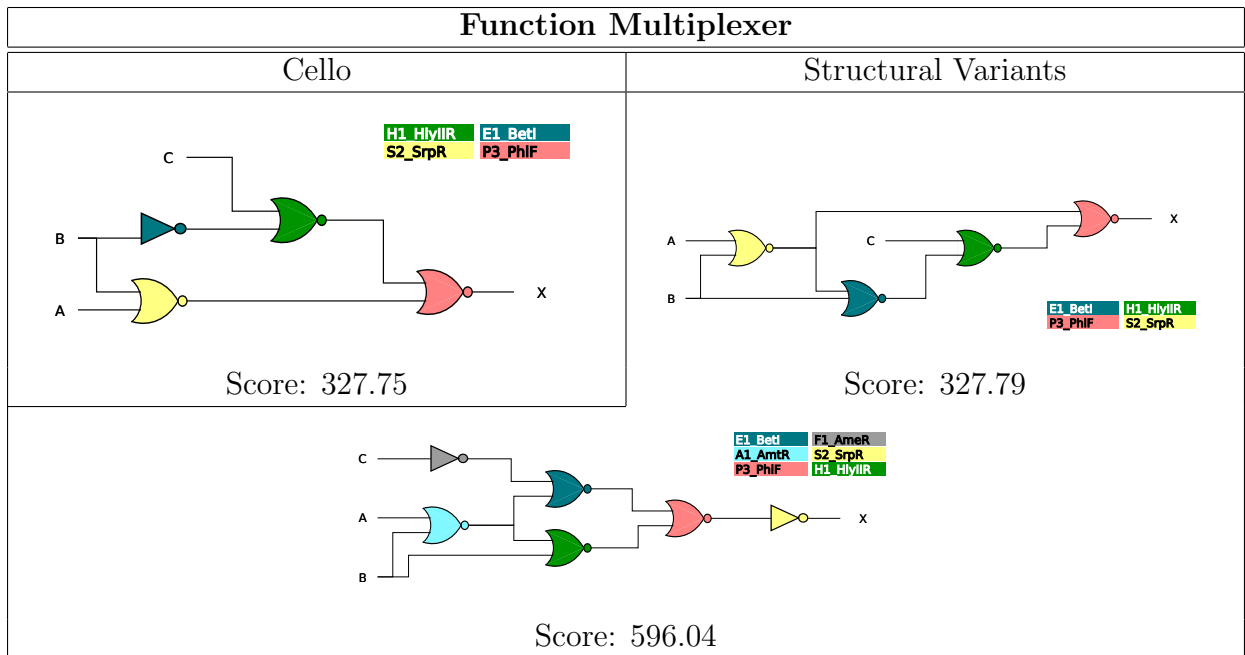 Function Multiplexer
Cello
Structural Variants
H1_HlyIIR E1_BetI
S2_SrpR P3_PhlF
C
B
A
X
Score: 327.75
A
C
B
X
E1_BetI H1_HlyIIR
P3_PhlF S2_SrpR
Score: 327.79
E1_BetI F1_AmeR
A1_AmtR S2_SrpR
P3_PhlF H1_HlyIIR
C
A
B
X
Score: 596.04